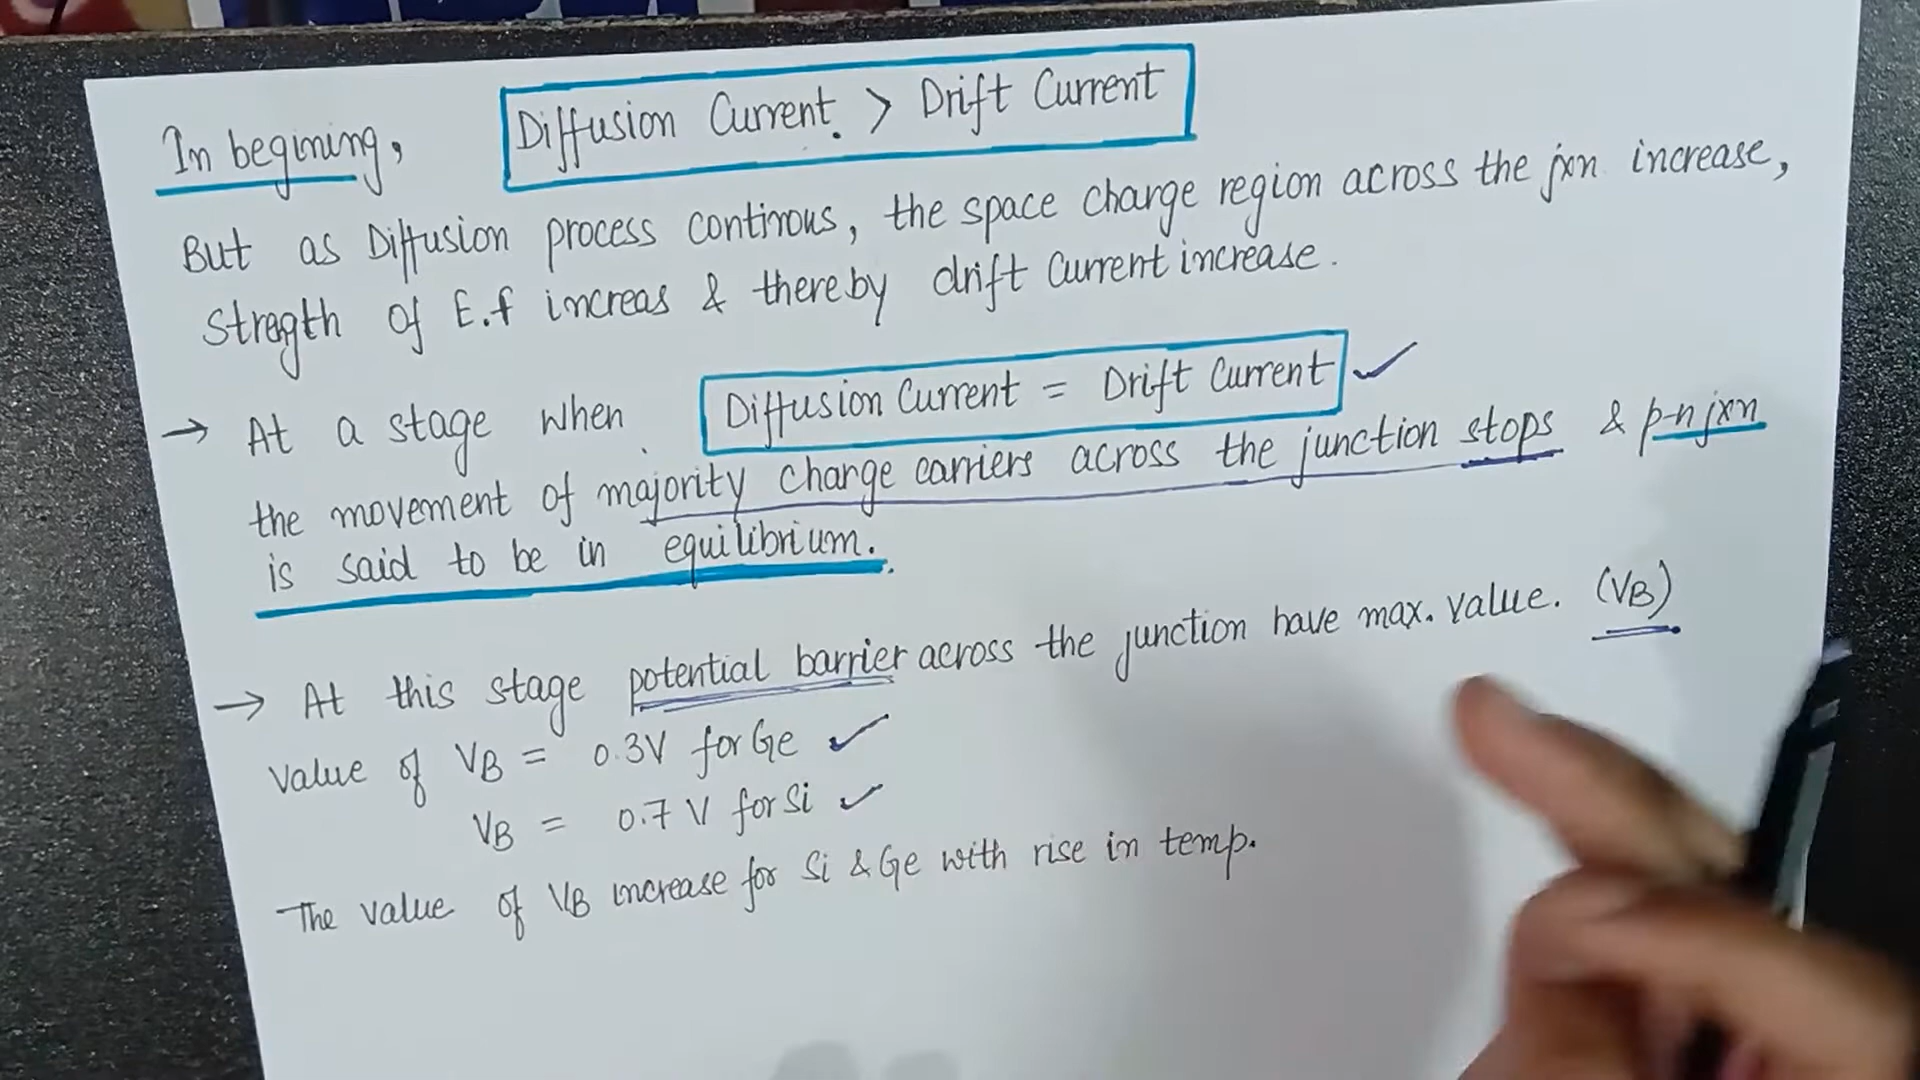 In begining, Diffusion Current. > Drift Current
But as Diffusion process continous, the space charge region across the jxn increase,
Stregth of E.f increas & thereby drift Current increase.
→ At a stage when Diffusion Current = Drift Current ✓
the movement of majority charge carriers across the junction stops & p-n jxn
is said to be in equilibrium.
→ At this stage potential barrier across the junction have max. value. (VB)
Value of VB = 0.3V for Ge ✓
VB = 0.7 V for Si ✓
The value of VB increase for Si & Ge with rise in temp.